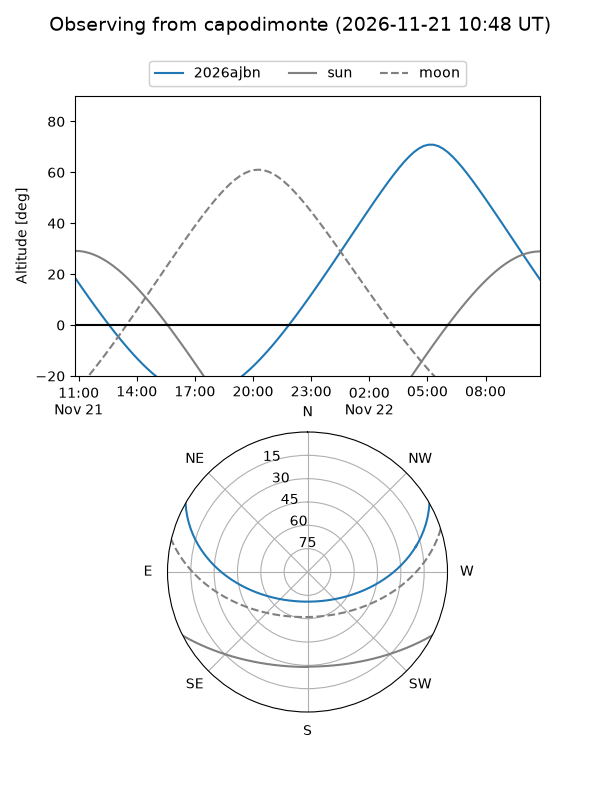 Observing from capodimonte (2026-11-21 10:48 UT)
2026ajbn sun moon
80
60
40
20
0
−20
Altitude [deg]
11:00 14:00 17:00 20:00 23:00 02:00 05:00 08:00
Nov 21 Nov 22
N
NE NW
15
30
45
60
75
E W
SE SW
S